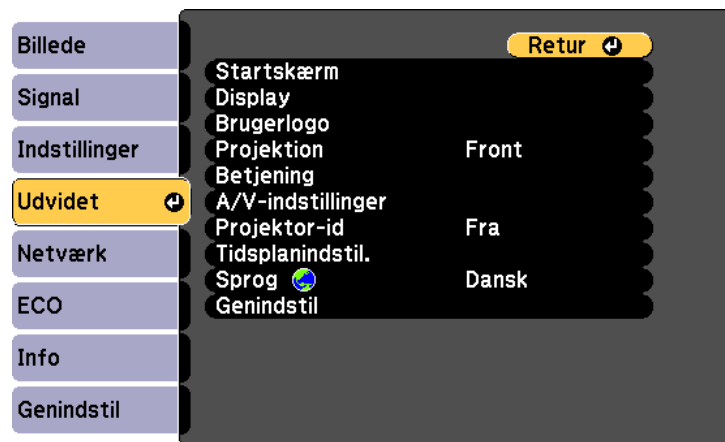 Billede
Signal
Indstillinger
Udvidet
Netværk
ECO
Info
Genindstil
Retur
Startskærm
Display
Brugerlogo
Projektion Front
Betjening
A/V-indstillinger
Projektor-id Fra
Tidsplanindstil.
Sprog Dansk
Genindstil